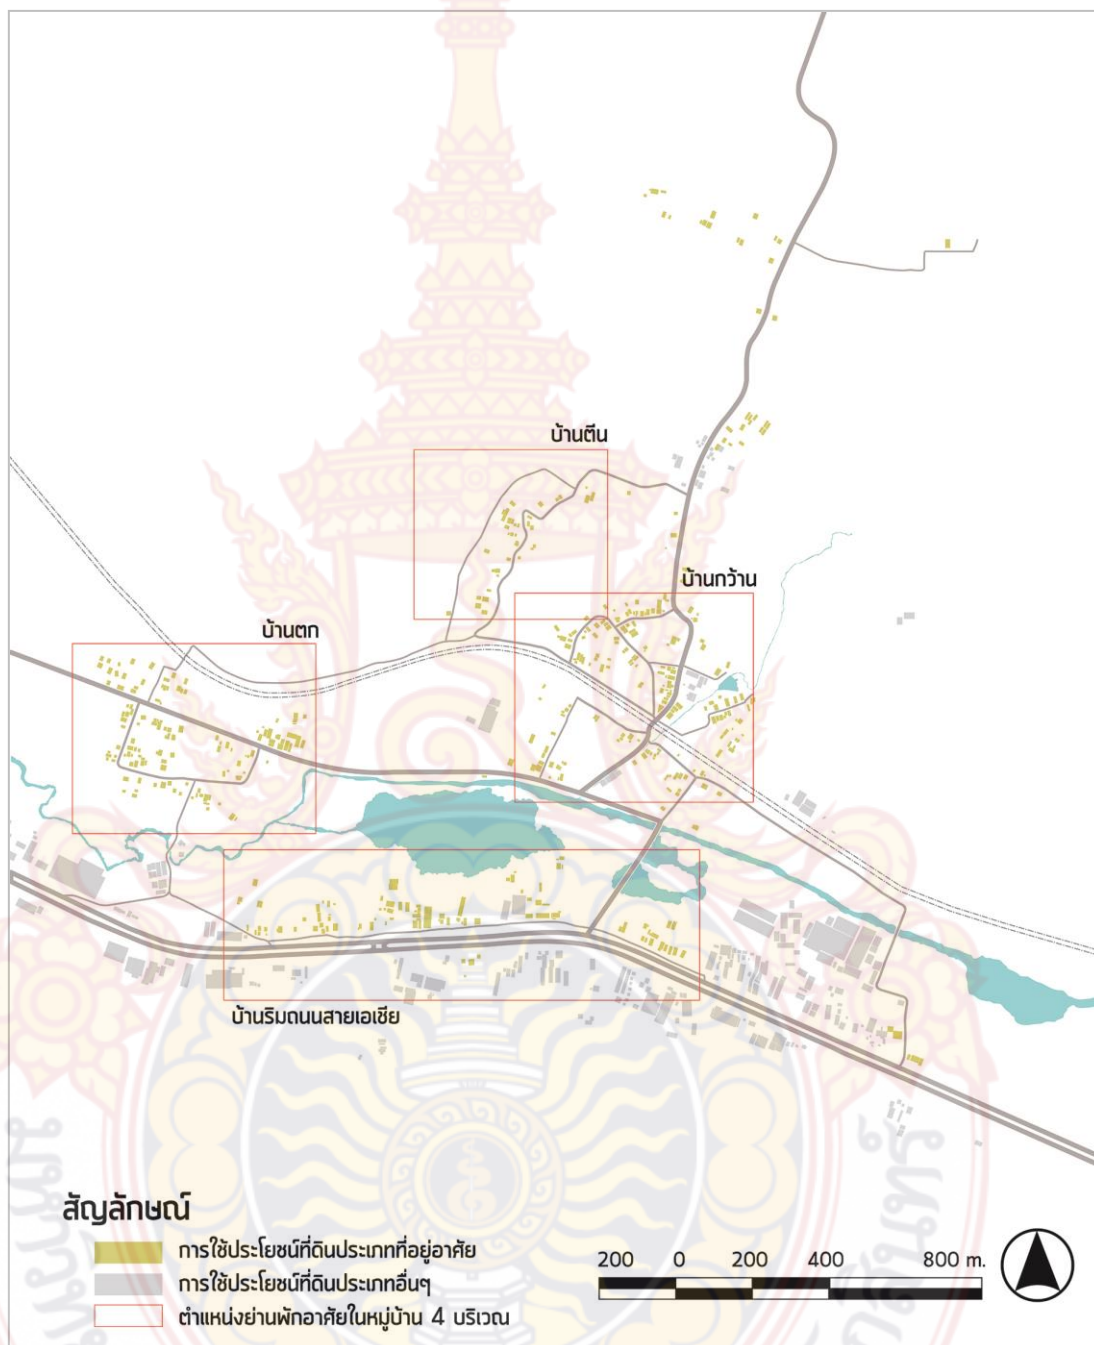 บ้านตีน
บ้านกว้าน
บ้านตก
บ้านริมถนนสายเอเชีย
สัญลักษณ์
การใช้ประโยชน์ที่ดินประเภทที่อยู่อาศัย
การใช้ประโยชน์ที่ดินประเภทอื่นๆ
ตำแหน่งย่านพักอาศัยในหมู่บ้าน 4 บริเวณ
200 0 200 400 800 m.